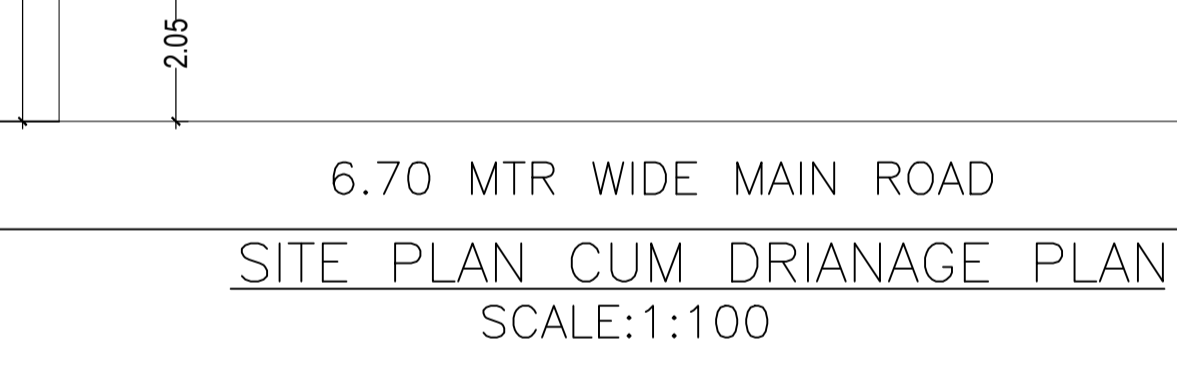 2.05
6.70 MTR WIDE MAIN ROAD
SITE PLAN CUM DRIANAGE PLAN
SCALE:1:100